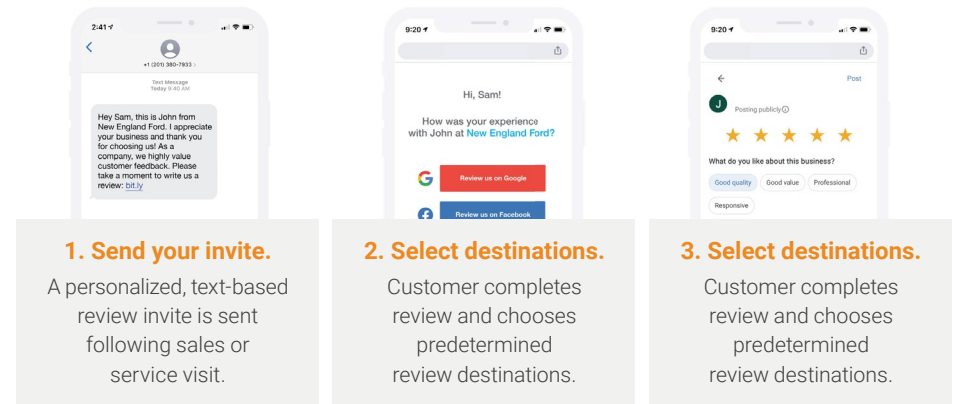 2:41
+1 (201) 380-7933 >
Text Message
Today 9:40 AM
Hey Sam, this is John from
New England Ford. I appreciate
your business and thank you
for choosing us! As a
company, we highly value
customer feedback. Please
take a moment to write us a
review: bit.ly
1. Send your invite.
A personalized, text-based
review invite is sent
following sales or
service visit.
9:20
Hi, Sam!
How was your experience
with John at New England Ford?
G Review us on Google
f Review us on Facebook
2. Select destinations.
Customer completes
review and chooses
predetermined
review destinations.
9:20
Post
J Posting publicly
What do you like about this business?
Good quality Good value Professional
Responsive
3. Select destinations.
Customer completes
review and chooses
predetermined
review destinations.